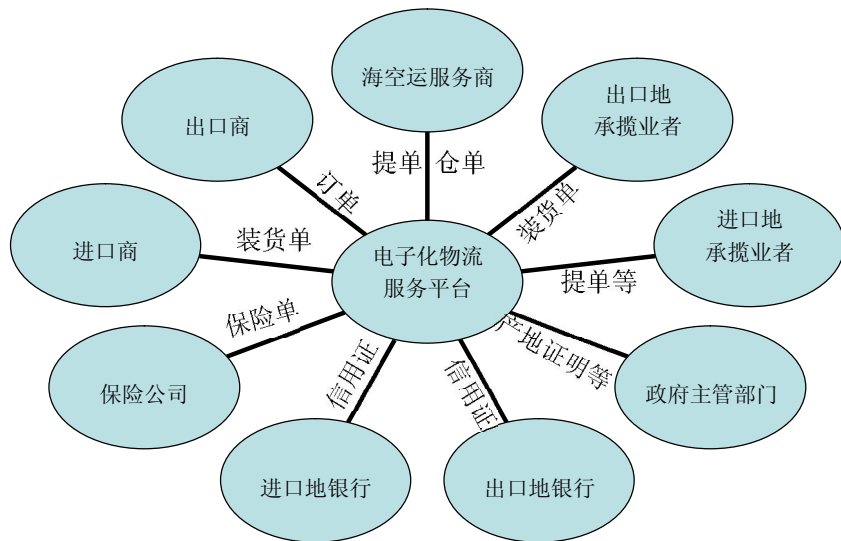 海空运服务商
出口商
出口地
承揽业者
提单 仓单
订单
装货单
进口商
装货单
电子化物流
服务平台
进口地
承揽业者
提单等
保险单
产地证明等
信用证
信用证
保险公司
政府主管部门
进口地银行
出口地银行